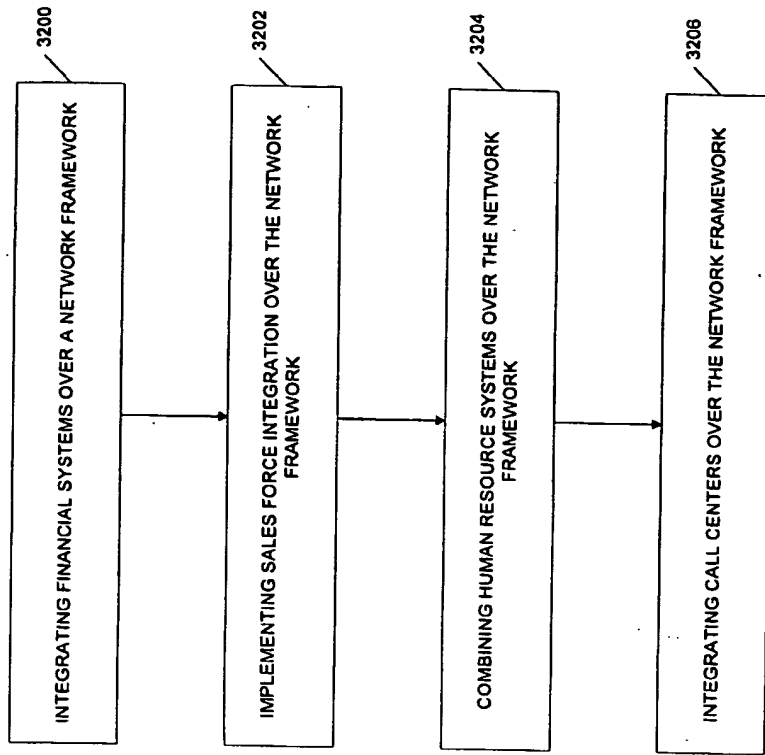 3200
INTEGRATING FINANCIAL SYSTEMS OVER A NETWORK FRAMEWORK
3202
IMPLEMENTING SALES FORCE INTEGRATION OVER THE NETWORK
FRAMEWORK
3204
COMBINING HUMAN RESOURCE SYSTEMS OVER THE NETWORK
FRAMEWORK
3206
INTEGRATING CALL CENTERS OVER THE NETWORK FRAMEWORK